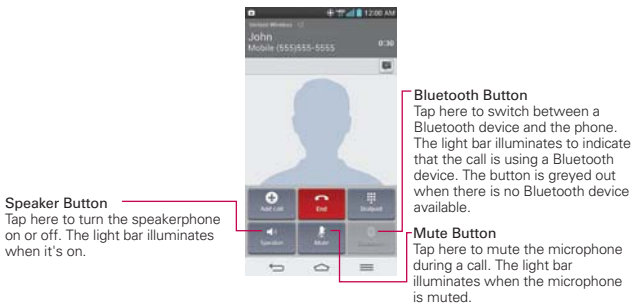 12:00 AM
Verizon Wireless
John
Mobile (555)555-5555
0:30
Add call
End
Dialpad
Speaker
Mute
Bluetooth Button
Tap here to switch between a
Bluetooth device and the phone.
The light bar illuminates to indicate
that the call is using a Bluetooth
device. The button is greyed out
when there is no Bluetooth device
available.
Speaker Button
Tap here to turn the speakerphone
on or off. The light bar illuminates
when it's on.
Mute Button
Tap here to mute the microphone
during a call. The light bar
illuminates when the microphone
is muted.